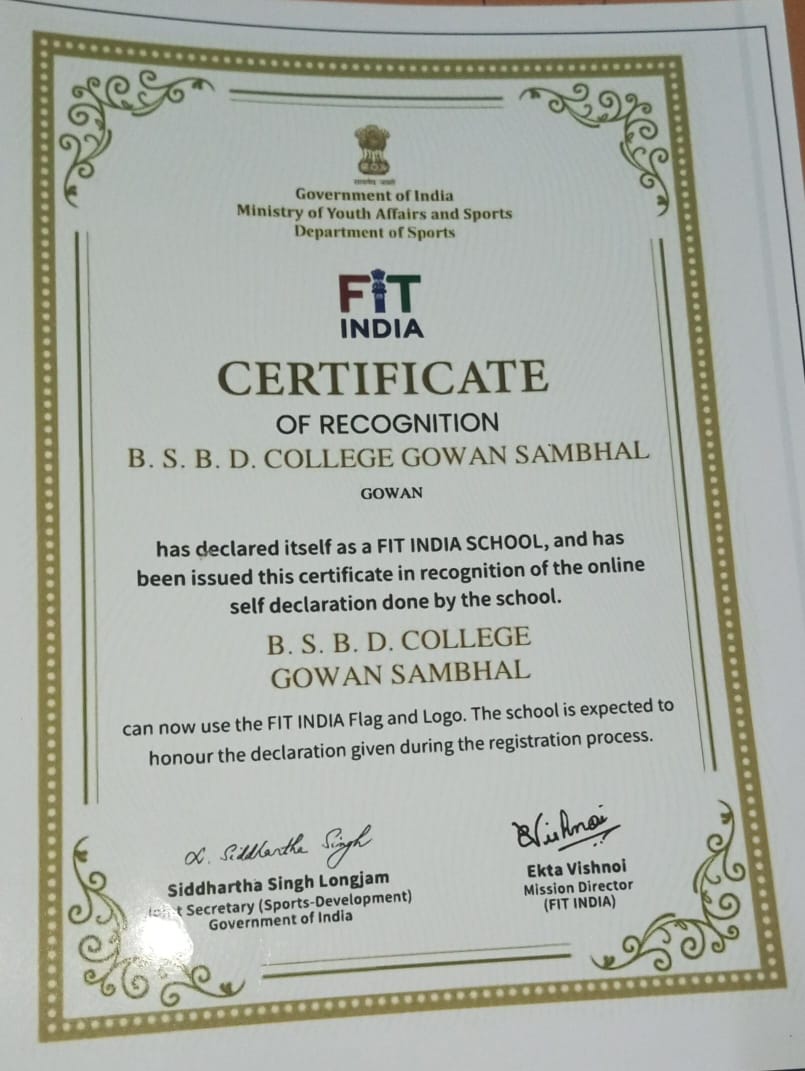 Government of India
Ministry of Youth Affairs and Sports
Department of Sports
FIT
INDIA
CERTIFICATE
OF RECOGNITION
B. S. B. D. COLLEGE GOWAN SAMBHAL
GOWAN
has declared itself as a FIT INDIA SCHOOL, and has
been issued this certificate in recognition of the online
self declaration done by the school.
B. S. B. D. COLLEGE
GOWAN SAMBHAL
can now use the FIT INDIA Flag and Logo. The school is expected to
honour the declaration given during the registration process.
L. Siddhartha Singh
Vishnoi
Siddhartha Singh Longjam
Secretary (Sports-Development)
Government of India
Ekta Vishnoi
Mission Director
(FIT INDIA)